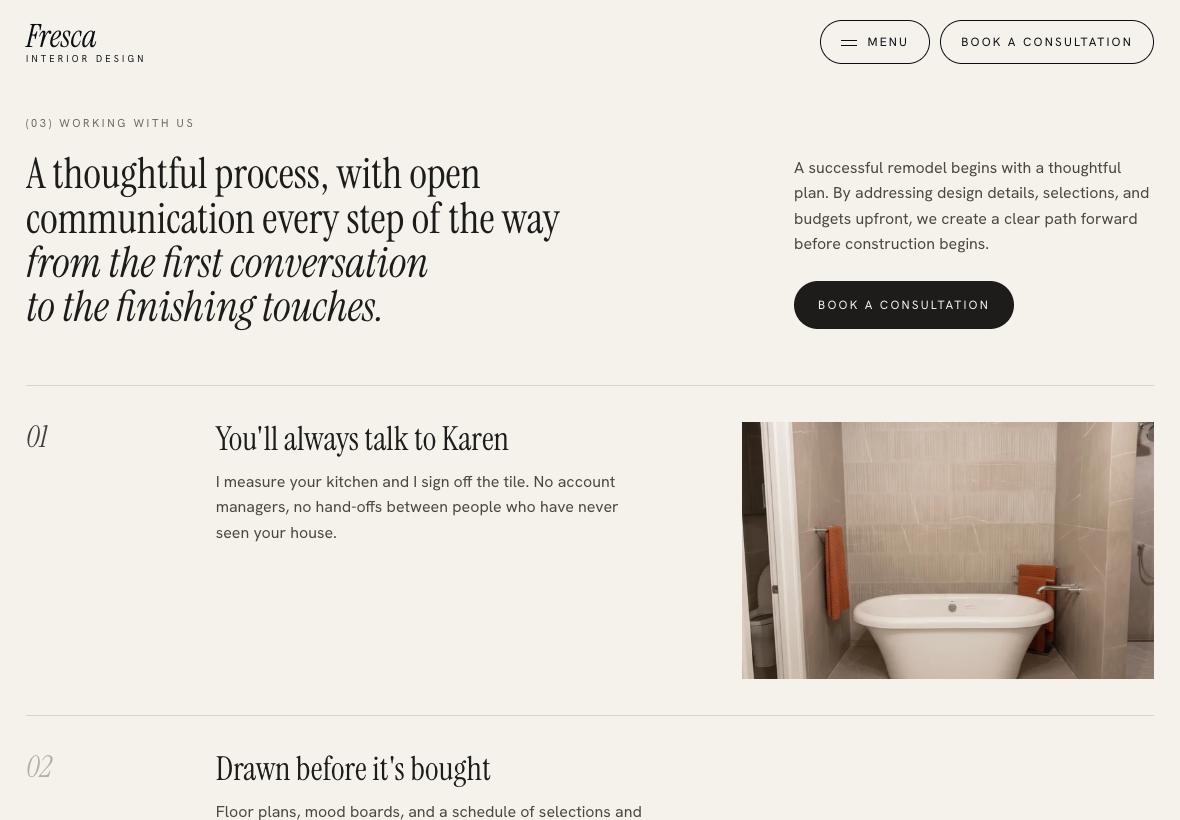 Fresca
INTERIOR DESIGN
MENU
BOOK A CONSULTATION
(03) WORKING WITH US
A thoughtful process, with open
communication every step of the way
from the first conversation
to the finishing touches.
A successful remodel begins with a thoughtful
plan. By addressing design details, selections, and
budgets upfront, we create a clear path forward
before construction begins.
BOOK A CONSULTATION
01
You'll always talk to Karen
I measure your kitchen and I sign off the tile. No account
managers, no hand-offs between people who have never
seen your house.
02
Drawn before it's bought
Floor plans, mood boards, and a schedule of selections and